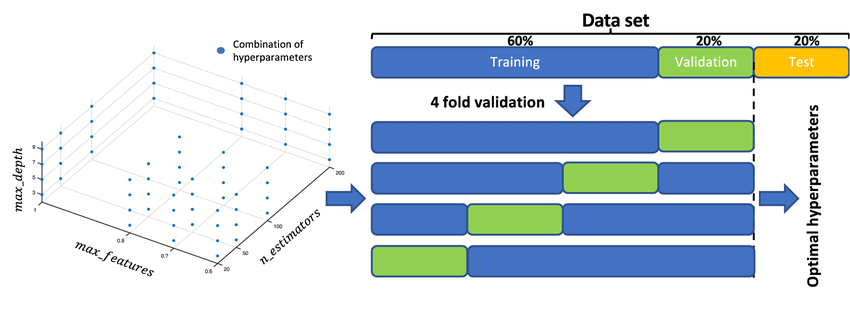 Data set
60%
20%
20%
Training
Validation
Test
4 fold validation
Optimal hyperparameters
Combination of
hyperparameters
max_depth
9
7
5
3
1
0.8
0.7
0.6
max_features
20
50
100
200
n_estimators